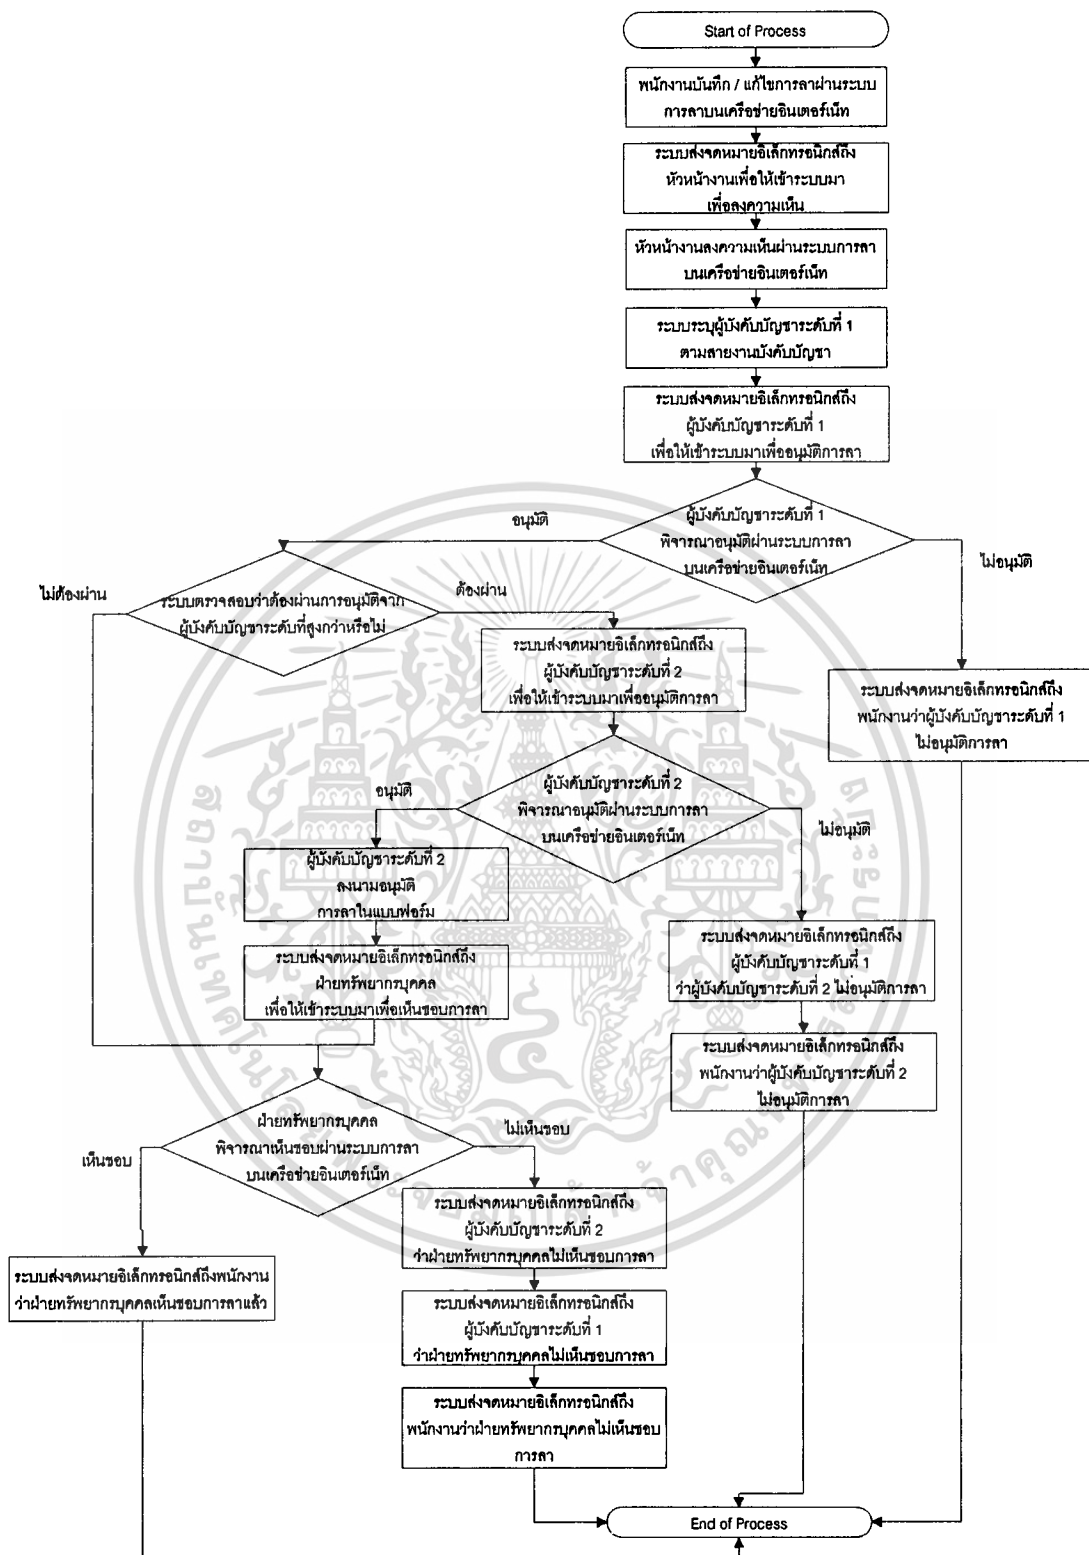 Start of Process
พนักงานบันทึก / แก้ไขการลาผ่านระบบ
การลาบนเครือข่ายอินเตอร์เน็ท
ระบบส่งจดหมายอิเล็กทรอนิกส์ถึง
หัวหน้างานเพื่อให้เข้าระบบมา
เพื่อลงความเห็น
หัวหน้างานลงความเห็นผ่านระบบการลา
บนเครือข่ายอินเตอร์เน็ท
ระบบระบุผู้บังคับบัญชาระดับที่ 1
ตามสายงานบังคับบัญชา
ระบบส่งจดหมายอิเล็กทรอนิกส์ถึง
ผู้บังคับบัญชาระดับที่ 1
เพื่อให้เข้าระบบมาเพื่ออนุมัติการลา
ผู้บังคับบัญชาระดับที่ 1
พิจารณาอนุมัติผ่านระบบการลา
บนเครือข่ายอินเตอร์เน็ท
อนุมัติ
ไม่อนุมัติ
ไม่ต้องผ่าน
ระบบตรวจสอบว่าต้องผ่านการอนุมัติจาก
ผู้บังคับบัญชาระดับที่สูงกว่าหรือไม่
ต้องผ่าน
ระบบส่งจดหมายอิเล็กทรอนิกส์ถึง
ผู้บังคับบัญชาระดับที่ 2
เพื่อให้เข้าระบบมาเพื่ออนุมัติการลา
ระบบส่งจดหมายอิเล็กทรอนิกส์ถึง
พนักงานว่าผู้บังคับบัญชาระดับที่ 1
ไม่อนุมัติการลา
ผู้บังคับบัญชาระดับที่ 2
พิจารณาอนุมัติผ่านระบบการลา
บนเครือข่ายอินเตอร์เน็ท
อนุมัติ
ไม่อนุมัติ
ผู้บังคับบัญชาระดับที่ 2
ลงนามอนุมัติ
การลาในแบบฟอร์ม
ระบบส่งจดหมายอิเล็กทรอนิกส์ถึง
ฝ่ายทรัพยากรบุคคล
เพื่อให้เข้าระบบมาเพื่อเห็นชอบการลา
ระบบส่งจดหมายอิเล็กทรอนิกส์ถึง
ผู้บังคับบัญชาระดับที่ 1
ว่าผู้บังคับบัญชาระดับที่ 2 ไม่อนุมัติการลา
ระบบส่งจดหมายอิเล็กทรอนิกส์ถึง
พนักงานว่าผู้บังคับบัญชาระดับที่ 2
ไม่อนุมัติการลา
ฝ่ายทรัพยากรบุคคล
พิจารณาเห็นชอบผ่านระบบการลา
บนเครือข่ายอินเตอร์เน็ท
เห็นชอบ
ไม่เห็นชอบ
ระบบส่งจดหมายอิเล็กทรอนิกส์ถึงพนักงาน
ว่าฝ่ายทรัพยากรบุคคลเห็นชอบการลาแล้ว
ระบบส่งจดหมายอิเล็กทรอนิกส์ถึง
ผู้บังคับบัญชาระดับที่ 2
ว่าฝ่ายทรัพยากรบุคคลไม่เห็นชอบการลา
ระบบส่งจดหมายอิเล็กทรอนิกส์ถึง
ผู้บังคับบัญชาระดับที่ 1
ว่าฝ่ายทรัพยากรบุคคลไม่เห็นชอบการลา
ระบบส่งจดหมายอิเล็กทรอนิกส์ถึง
พนักงานว่าฝ่ายทรัพยากรบุคคลไม่เห็นชอบ
การลา
End of Process